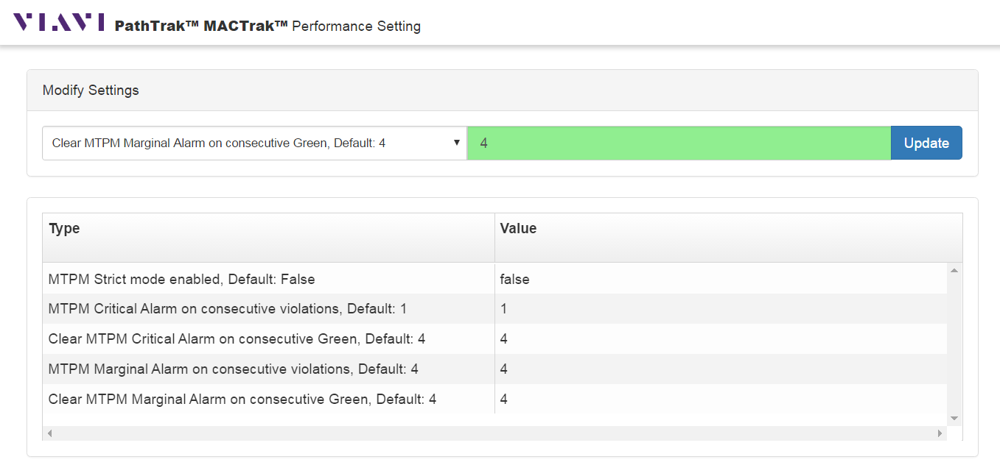 VIAVI PathTrak™ MACTrak™ Performance Setting
Modify Settings
Clear MTPM Marginal Alarm on consecutive Green, Default: 4 4 Update
Type Value
MTPM Strict mode enabled, Default: False false
MTPM Critical Alarm on consecutive violations, Default: 1 1
Clear MTPM Critical Alarm on consecutive Green, Default: 4 4
MTPM Marginal Alarm on consecutive violations, Default: 4 4
Clear MTPM Marginal Alarm on consecutive Green, Default: 4 4